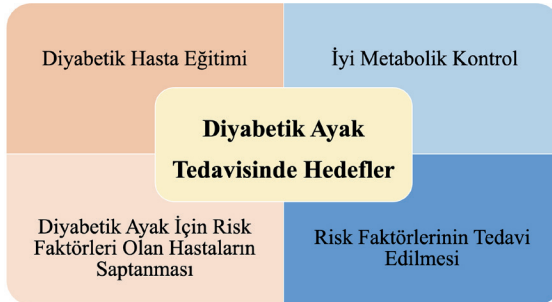 Diyabetik Hasta Eğitimi
İyi Metabolik Kontrol
Diyabetik Ayak
Tedavisinde Hedefler
Diyabetik Ayak İçin Risk
Faktörleri Olan Hastaların
Saptanması
Risk Faktörlerinin Tedavi
Edilmesi